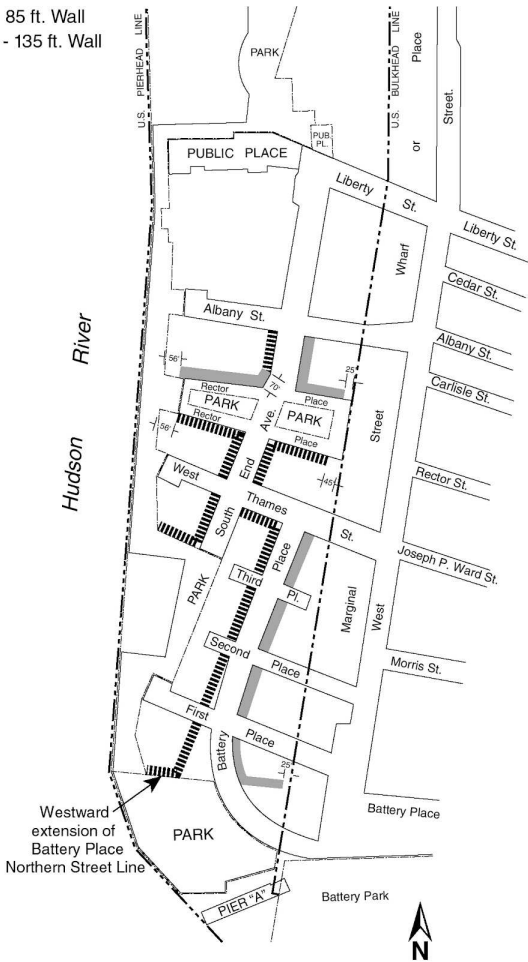 85 ft. Wall
- 135 ft. Wall
U.S. PIERHEAD LINE
PARK
U.S. BULKHEAD LINE
Place
or
Street.
PUB.
PL.
PUBLIC PLACE
Liberty St.
Liberty St.
Wharf
Cedar St.
Albany St.
Albany St.
Carlisle St.
Hudson River
56'
70'
25'
Rector
Place
PARK
PARK
Ave.
Rector
Place
Street
56'
End
45'
Rector St.
West
Thames
St.
South
Joseph P. Ward St.
Place
Third
Pl.
PARK
Marginal
West
Second
Place
Morris St.
First
Place
Battery
25'
Battery Place
Westward
extension of
Battery Place
Northern Street Line
PARK
PIER "A"
Battery Park
N